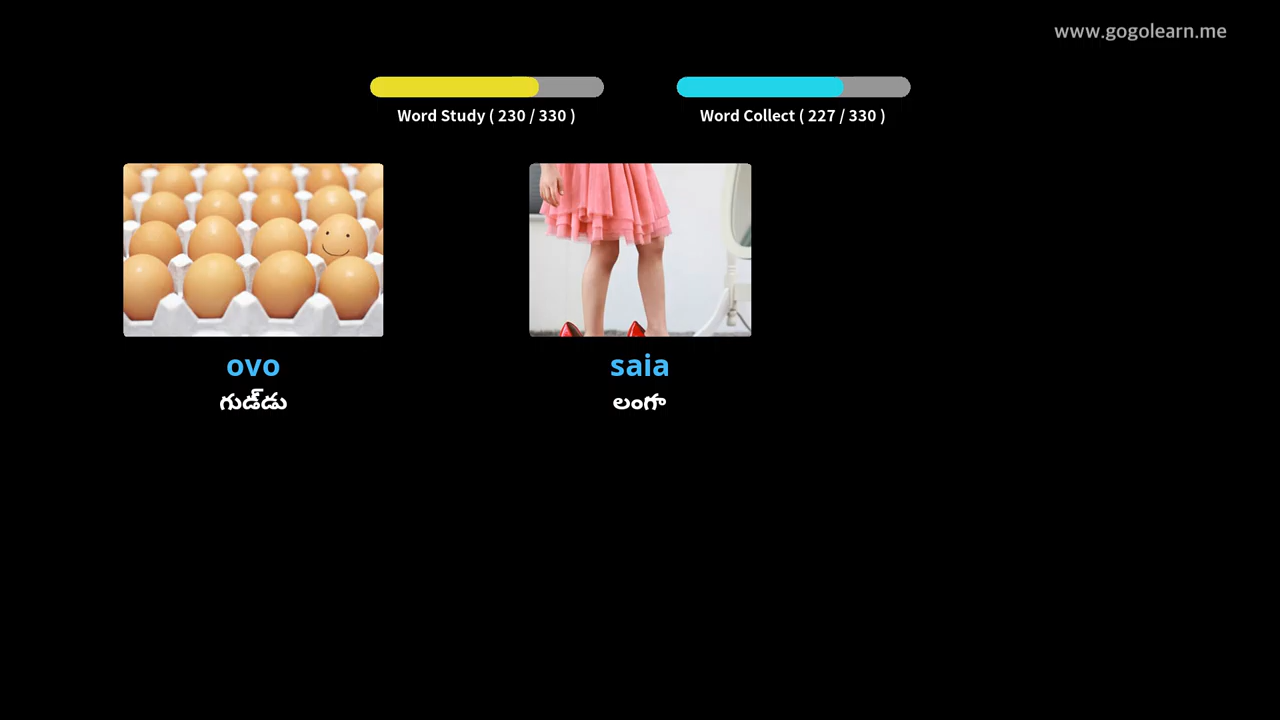 www.gogolearn.me
Word Study ( 230 / 330 )
Word Collect ( 227 / 330 )
ovo
saia
గుడ్​డు
లంగా